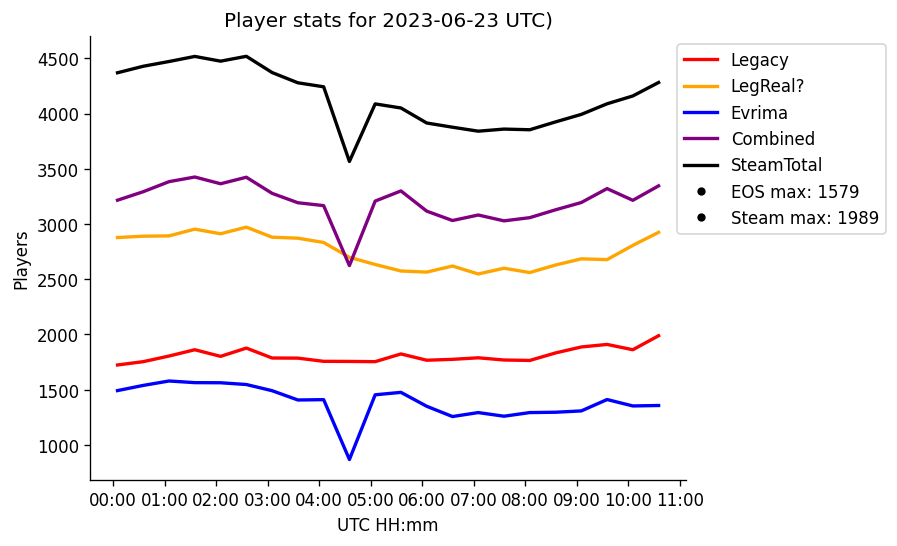 Player stats for 2023-06-23 UTC)
4500
4000
3500
3000
2500
2000
1500
1000
Players
00:00 01:00 02:00 03:00 04:00 05:00 06:00 07:00 08:00 09:00 10:00 11:00
UTC HH:mm
Legacy
LegReal?
Evrima
Combined
SteamTotal
EOS max: 1579
Steam max: 1989